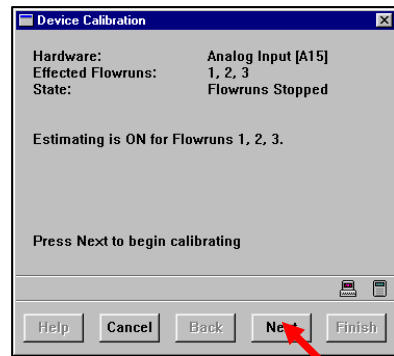 Device Calibration
Hardware: Analog Input [A15]
Effected Flowruns: 1, 2, 3
State: Flowruns Stopped
Estimating is ON for Flowruns 1, 2, 3.
Press Next to begin calibrating
Help Cancel Back Next Finish